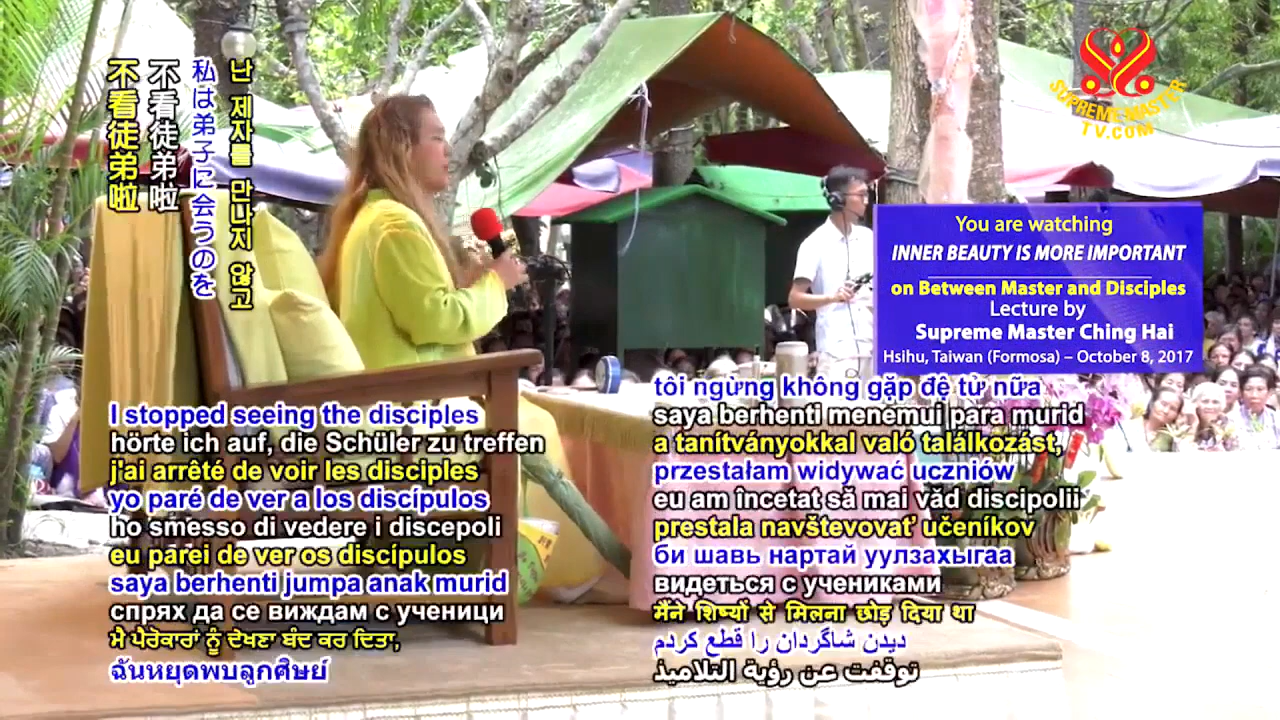 난 제자를 만나지 않고
私は弟子に会うのを
不看徒弟啦
不看徒弟啦
SUPREME MASTER
TV.COM
You are watching
INNER BEAUTY IS MORE IMPORTANT
on Between Master and Disciples
Lecture by
Supreme Master Ching Hai
Hsihu, Taiwan (Formosa) – October 8, 2017
I stopped seeing the disciples
hörte ich auf, die Schüler zu treffen
j'ai arrêté de voir les disciples
yo paré de ver a los discípulos
ho smesso di vedere i discepoli
eu parei de ver os discípulos
saya berhenti jumpa anak murid
спрях да се виждам с ученици
ਮੈ ਪੈਰੋਕਾਰਾਂ ਨੂੰ ਦੇਖਣਾ ਬੰਦ ਕਰ ਦਿਤਾ,
ฉันหยุดพบลูกศิษย์
tôi ngừng không gặp đệ tử nữa
saya berhenti menemui para murid
a tanítványokkal való találkozást,
przestałam widywać uczniów
eu am încetat să mai văd discipolii
prestala navštevovať učeníkov
би шавь нартай уулзахыгаа
видеться с учениками
मैंने शिष्यों से मिलना छोड़ दिया था
دیدن شاگردان را قطع کردم
توقفت عن رؤية التلاميذ